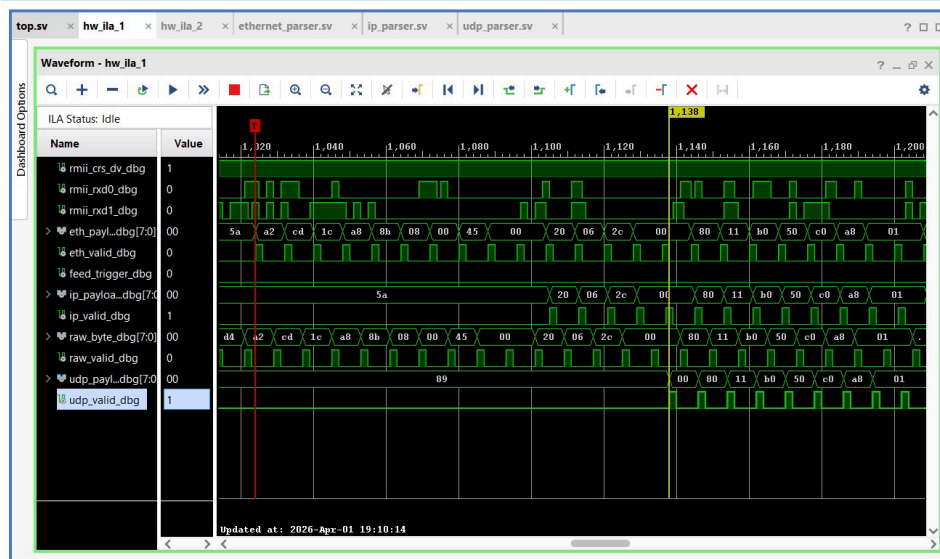 top.sv × hw_ila_1 × hw_ila_2 × ethernet_parser.sv × ip_parser.sv × udp_parser.sv × ?
Dashboard Options
Waveform - hw_ila_1 ?
ILA Status: Idle 1,138
Name Value T 1,020 1,040 1,060 1,080 1,100 1,120 1,140 1,160 1,180 1,200
rmii_crs_dv_dbg 1
rmii_rxd0_dbg 0
rmii_rxd1_dbg 0
eth_payl...dbg[7:0] 00 5a a2 cd 1c a8 8b 08 00 45 00 20 06 2c 00 80 11 b0 50 c0 a8 01
eth_valid_dbg 0
feed_trigger_dbg 0
ip_payloa...dbg[7:0 00 5a 20 06 2c 00 80 11 b0 50 c0 a8 01
ip_valid_dbg 1
raw_byte_dbg[7:0] 00 d4 a2 cd 1c a8 8b 08 00 45 00 20 06 2c 00 80 11 b0 50 c0 a8 01 .
raw_valid_dbg 0
udp_payl...dbg[7:0 00 89 00 80 11 b0 50 c0 a8 01
udp_valid_dbg 1
Updated at: 2026-Apr-01 19:10:14